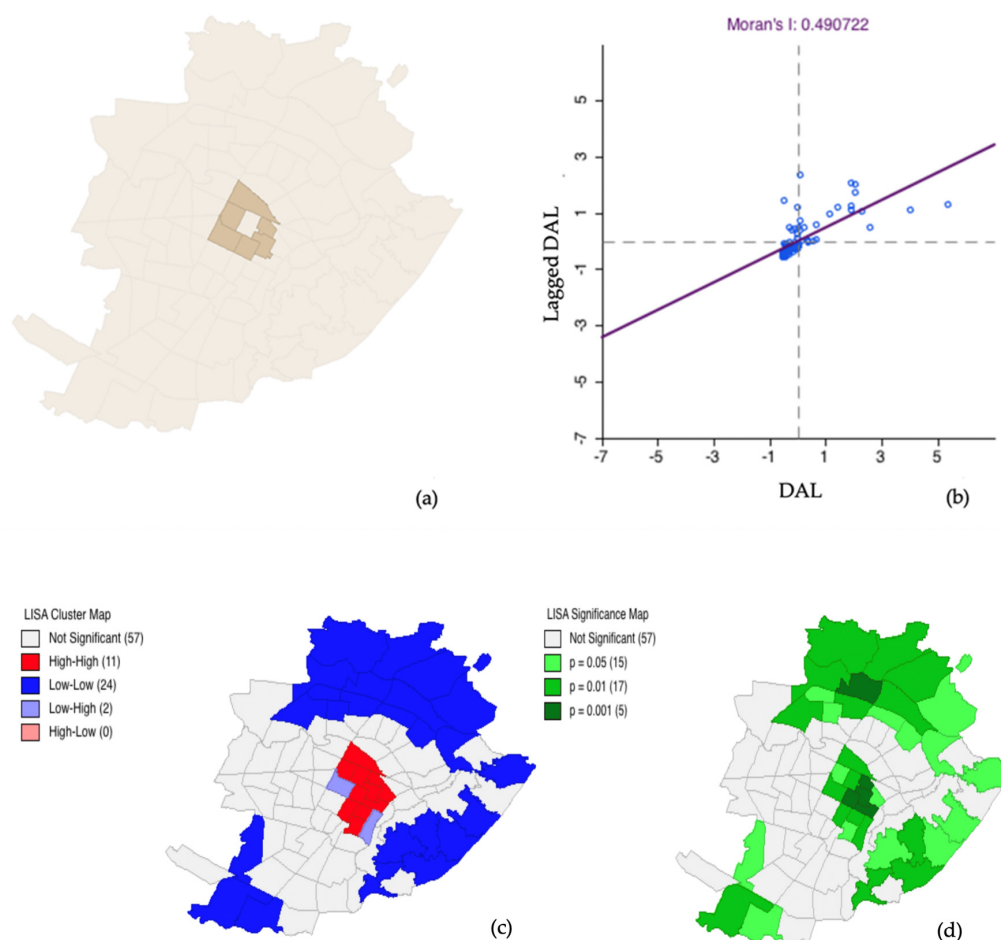 Moran's I: 0.490722
Lagged DAL
5
3
1
-1
-3
-5
-7
-7
-5
-3
-1
1
3
5
DAL
(a)
(b)
LISA Cluster Map
Not Significant (57)
High-High (11)
Low-Low (24)
Low-High (2)
High-Low (0)
(c)
LISA Significance Map
Not Significant (57)
p = 0.05 (15)
p = 0.01 (17)
p = 0.001 (5)
(d)